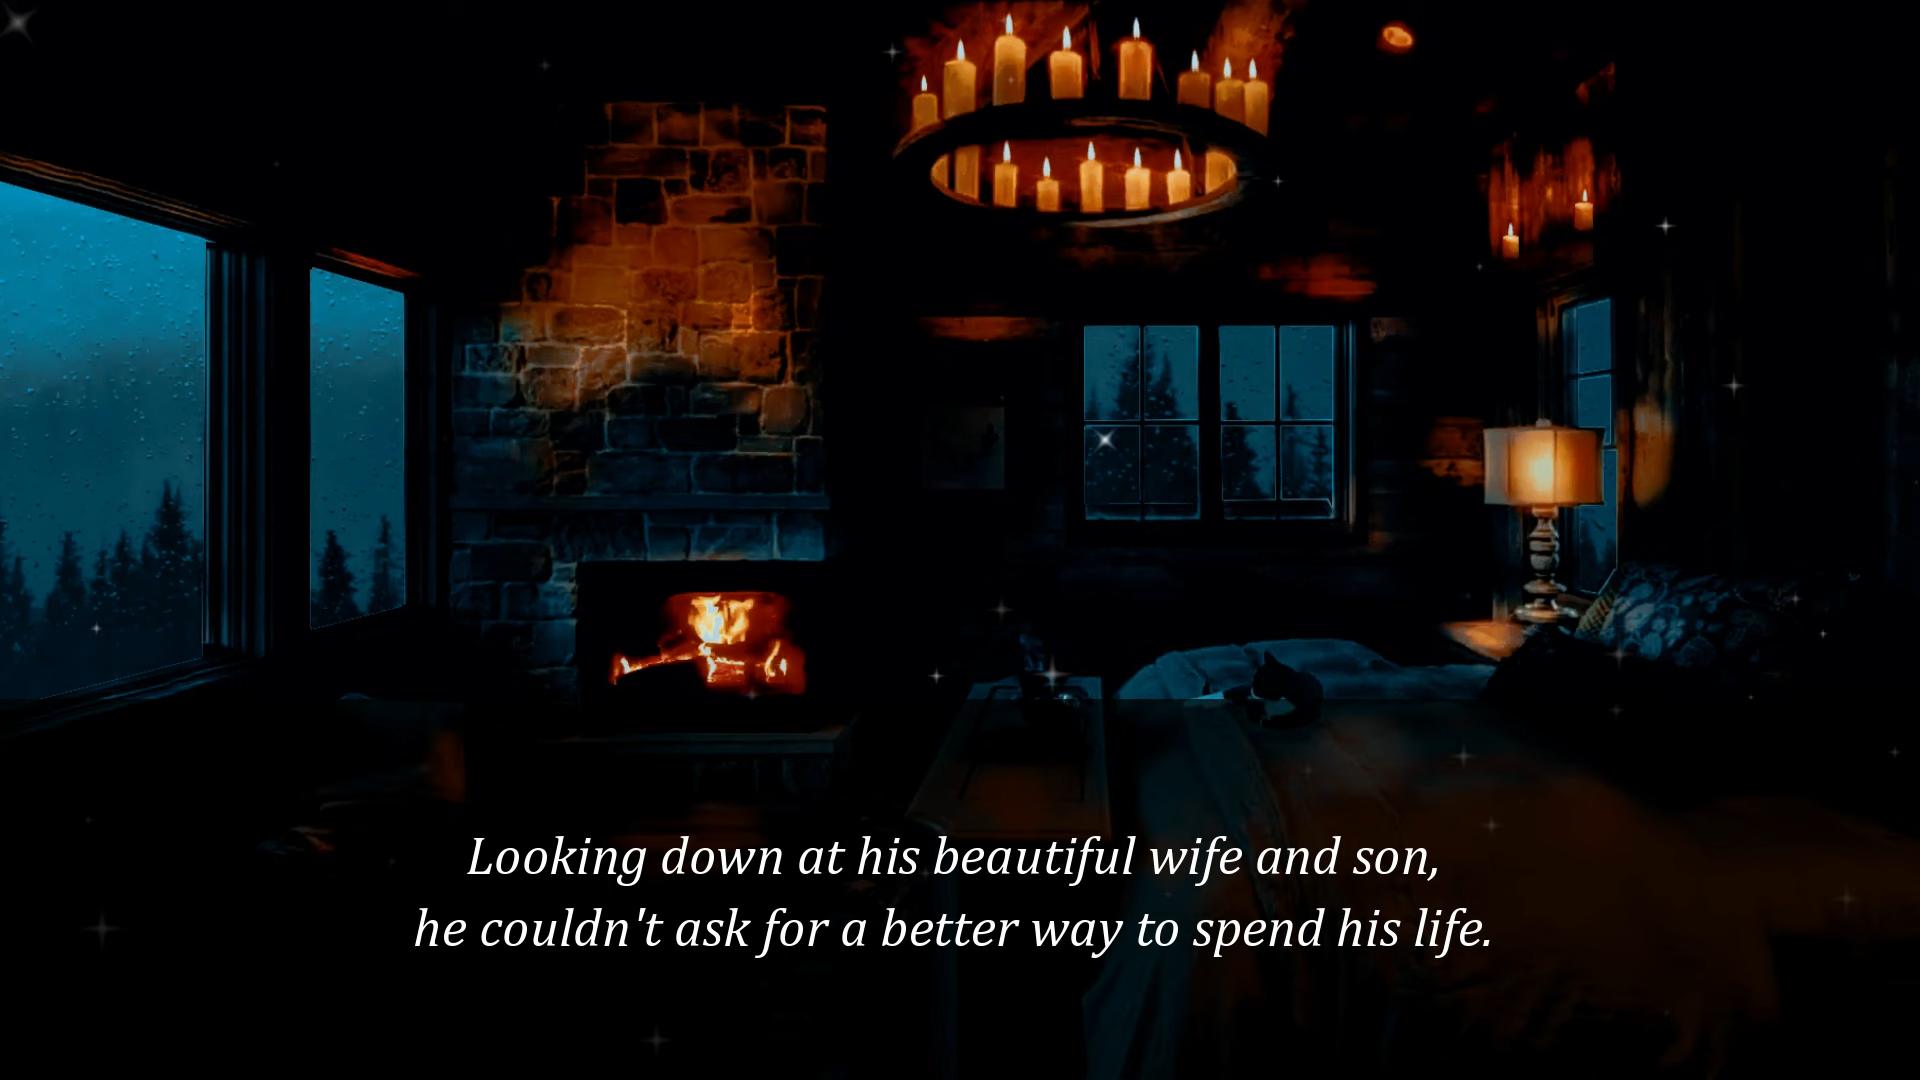 Looking down at his beautiful wife and son,
he couldn't ask for a better way to spend his life.